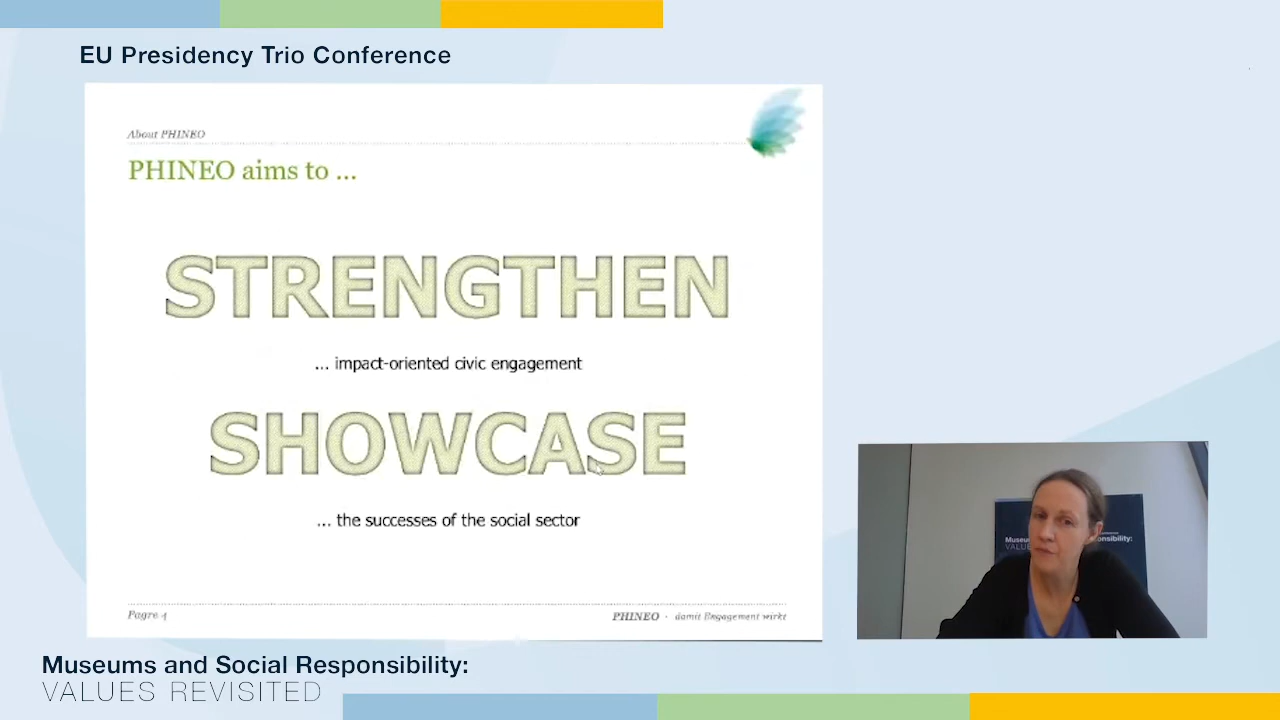 EU Presidency Trio Conference
About PHINEO
PHINEO aims to ...
STRENGTHEN
... impact-oriented civic engagement
SHOWCASE
... the successes of the social sector
Pagre 4
PHINEO · damit Engagement wirkt
Museums and Social Responsibility:
VALUES REVISITED